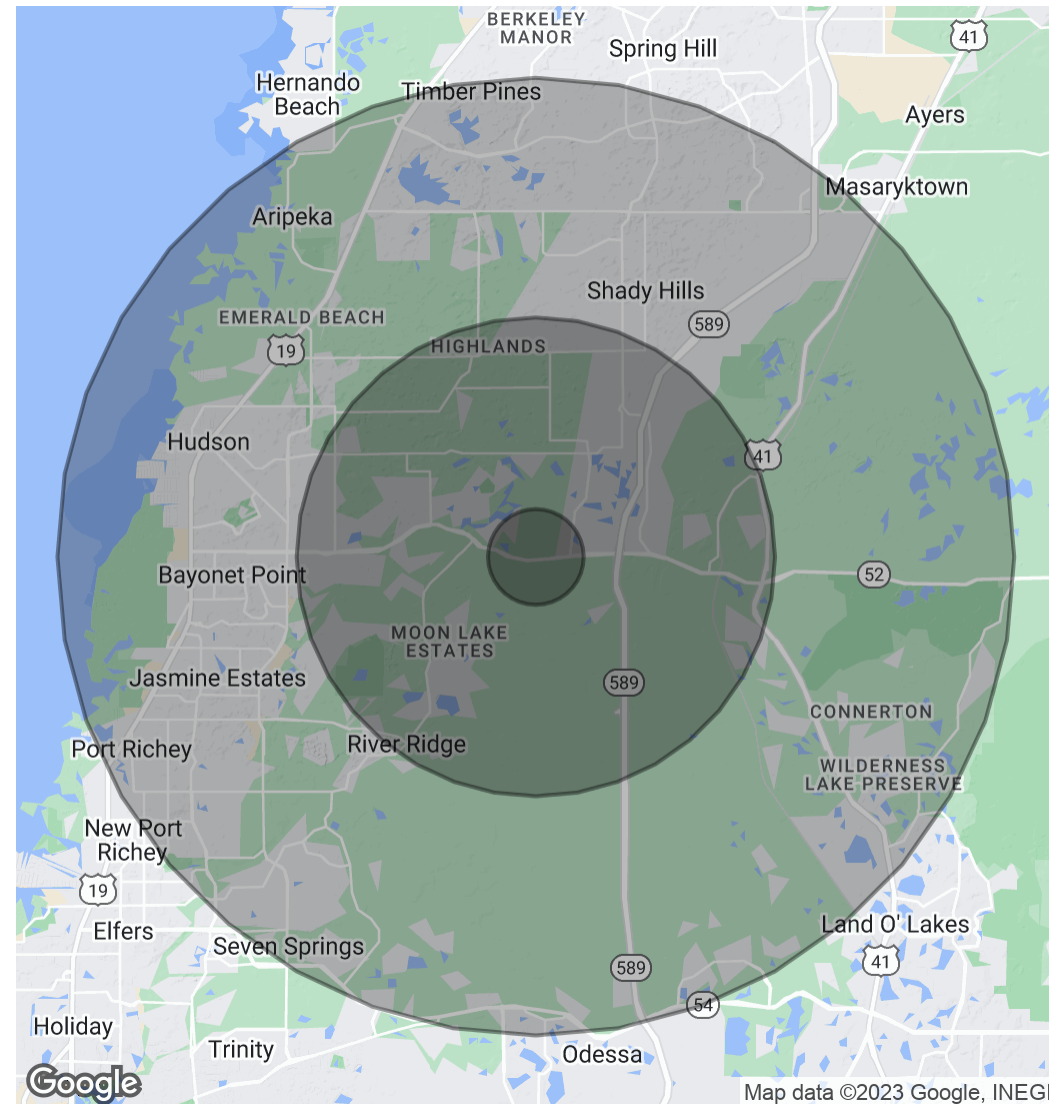 BERKELEY
MANOR
Spring Hill
41
Hernando
Beach
Timber Pines
Ayers
Masaryktown
Aripeka
Shady Hills
EMERALD BEACH
589
19
HIGHLANDS
Hudson
41
Bayonet Point
52
MOON LAKE
ESTATES
Jasmine Estates
589
CONNERTON
Port Richey
River Ridge
WILDERNESS
LAKE PRESERVE
New Port
Richey
19
Elfers
Land O' Lakes
Seven Springs
41
589
54
Holiday
Trinity
Odessa
Google
Map data ©2023 Google, INEGI